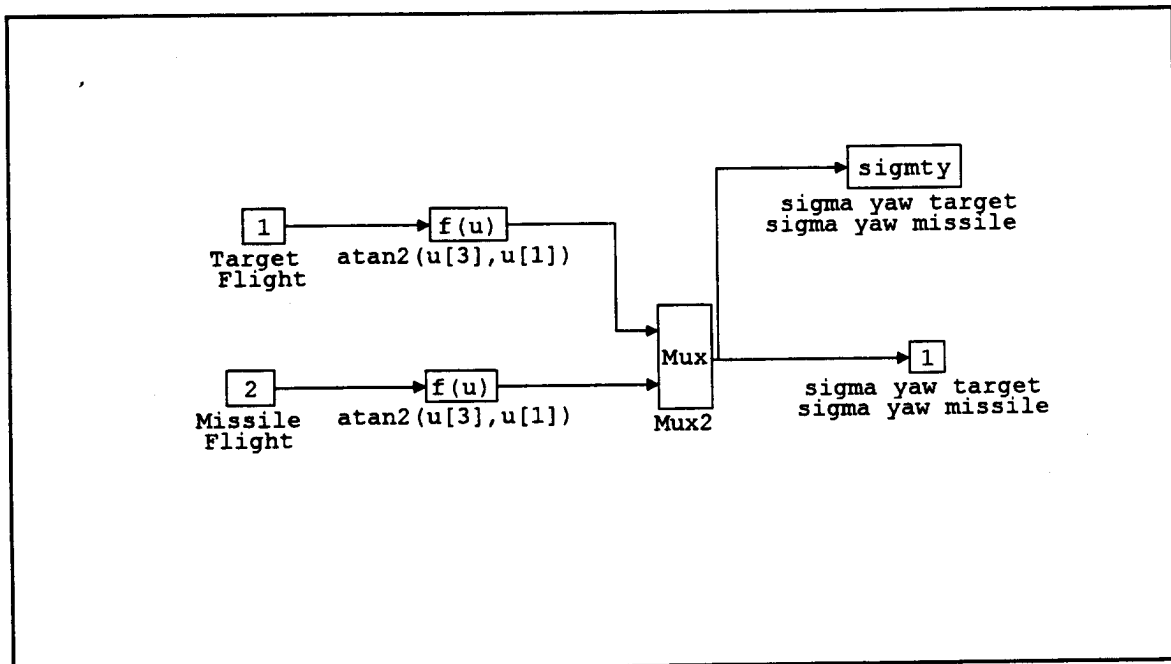 sigmty
sigma yaw target
sigma yaw missile
1
Target
Flight
f(u)
atan2(u[3],u[1])
Mux
Mux2
2
Missile
Flight
f(u)
atan2(u[3],u[1])
1
sigma yaw target
sigma yaw missile